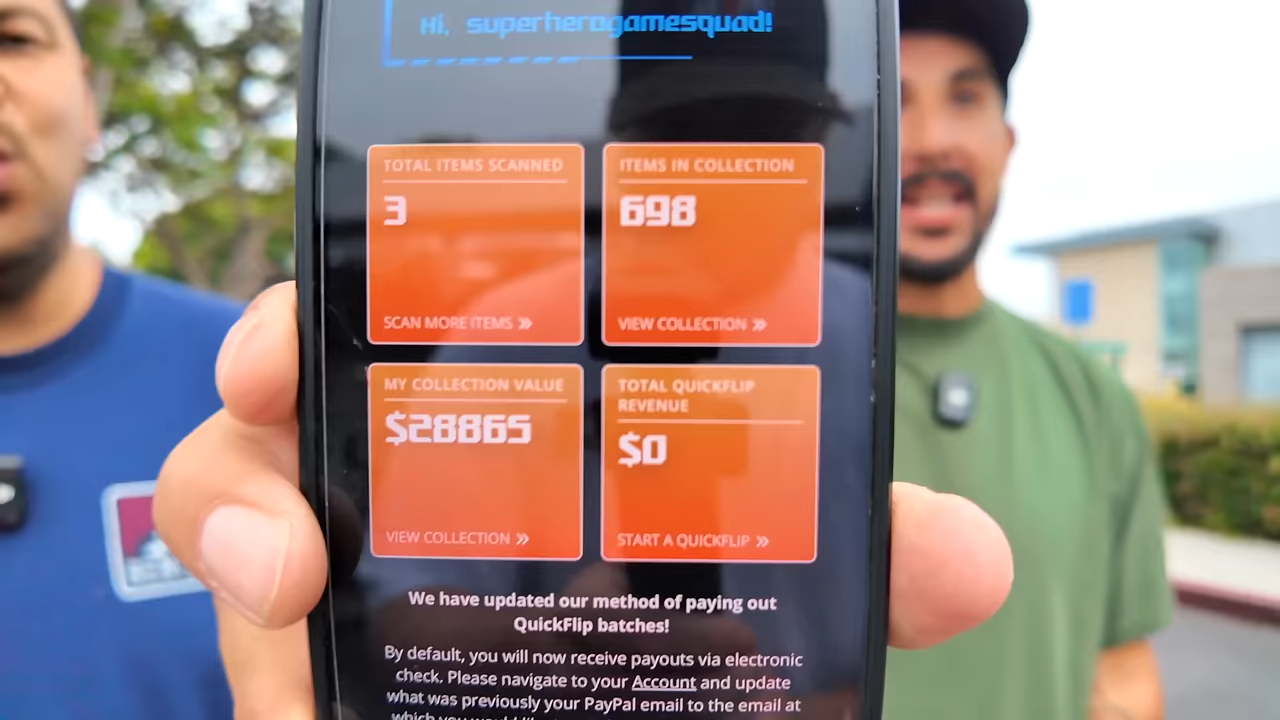 Hi, superherogamesquad!
TOTAL ITEMS SCANNED
3
SCAN MORE ITEMS »
ITEMS IN COLLECTION
698
VIEW COLLECTION »
MY COLLECTION VALUE
$28865
VIEW COLLECTION »
TOTAL QUICKFLIP
REVENUE
$0
START A QUICKFLIP »
We have updated our method of paying out
QuickFlip batches!
By default, you will now receive payouts via electronic
check. Please navigate to your Account and update
what was previously your PayPal email to the email at
which you would